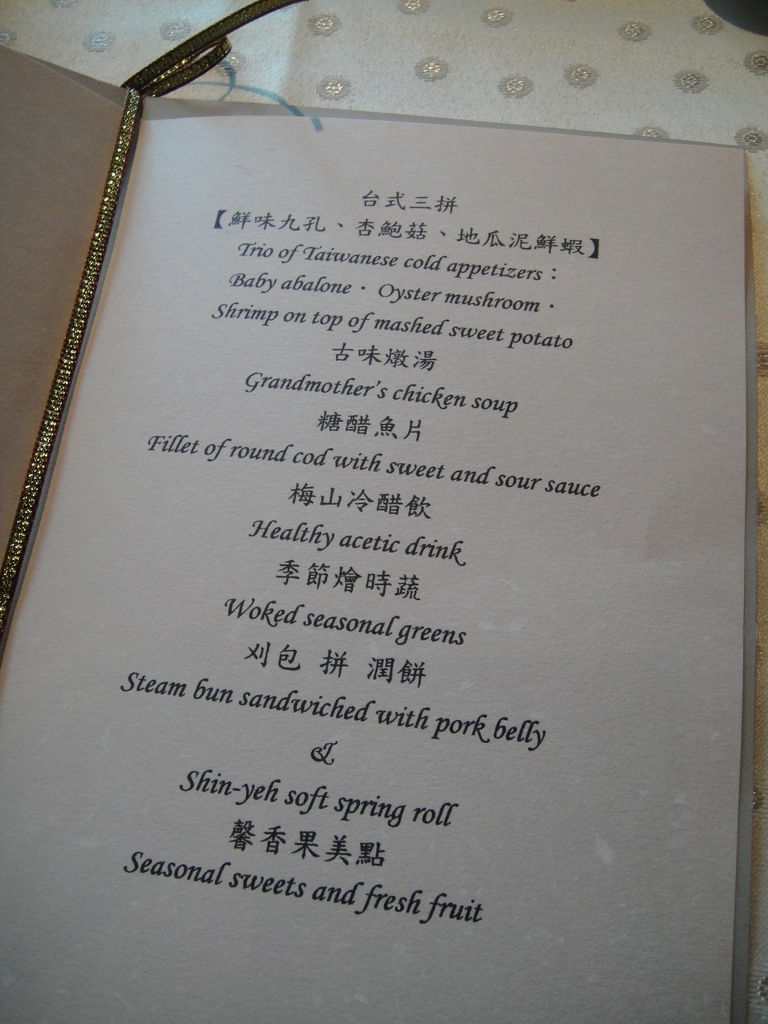 台式三拼
【鮮味九孔、杏鮑菇、地瓜泥鮮蝦】
Trio of Taiwanese cold appetizers：
Baby abalone · Oyster mushroom ·
Shrimp on top of mashed sweet potato
古味燉湯
Grandmother's chicken soup
糖醋魚片
Fillet of round cod with sweet and sour sauce
梅山冷醋飲
Healthy acetic drink
季節燴時蔬
Woked seasonal greens
刈包 拼 潤餅
Steam bun sandwiched with pork belly
&
Shin-yeh soft spring roll
馨香果美點
Seasonal sweets and fresh fruit